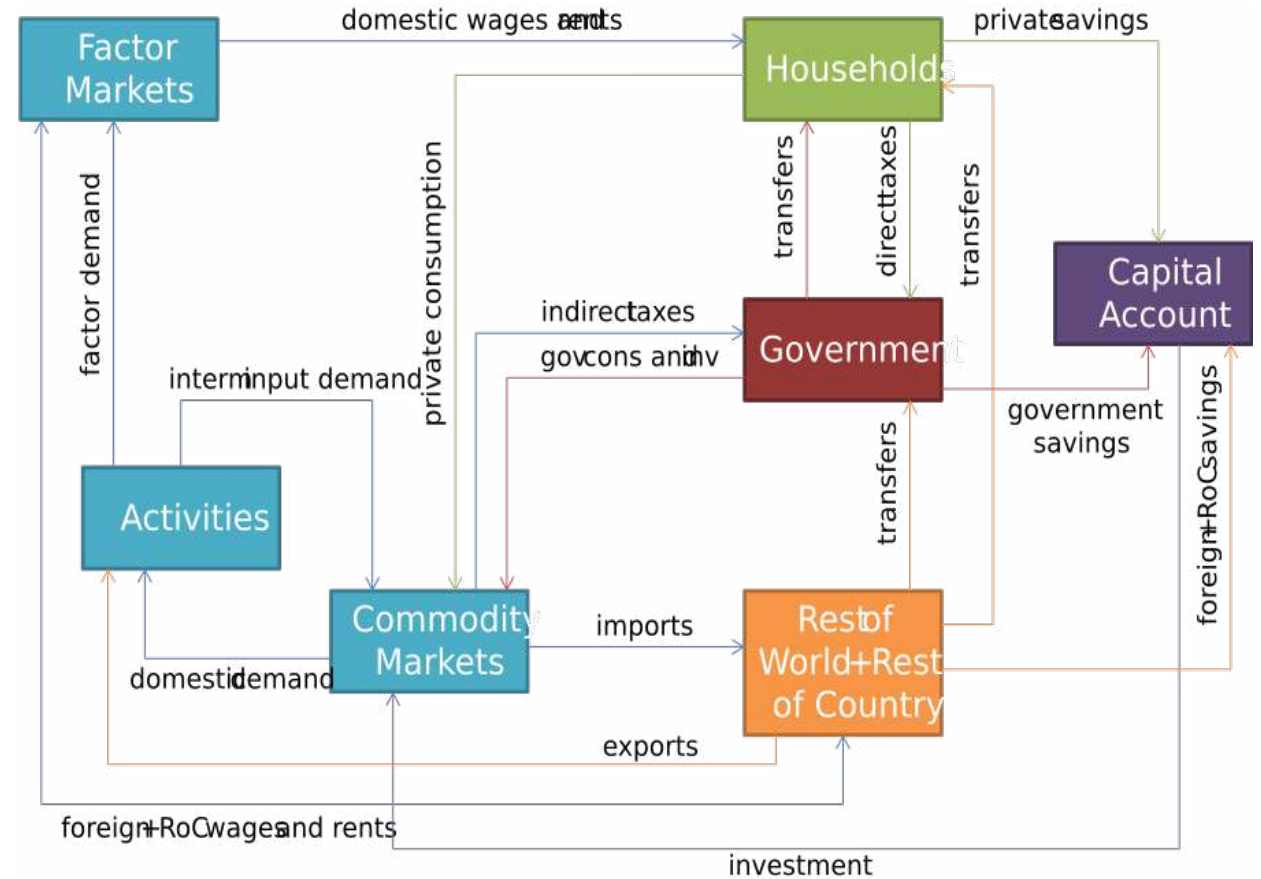 domestic wages and rents
private savings
Factor
Markets
Households
private consumption
transfers
direct taxes
transfers
factor demand
Capital
Account
indirect taxes
gov cons and inv
Government
interm input demand
government
savings
foreign+RoC savings
transfers
Activities
Commodity
Markets
imports
Rest of
World+Rest
of Country
domestic demand
exports
foreign+RoC wages and rents
investment